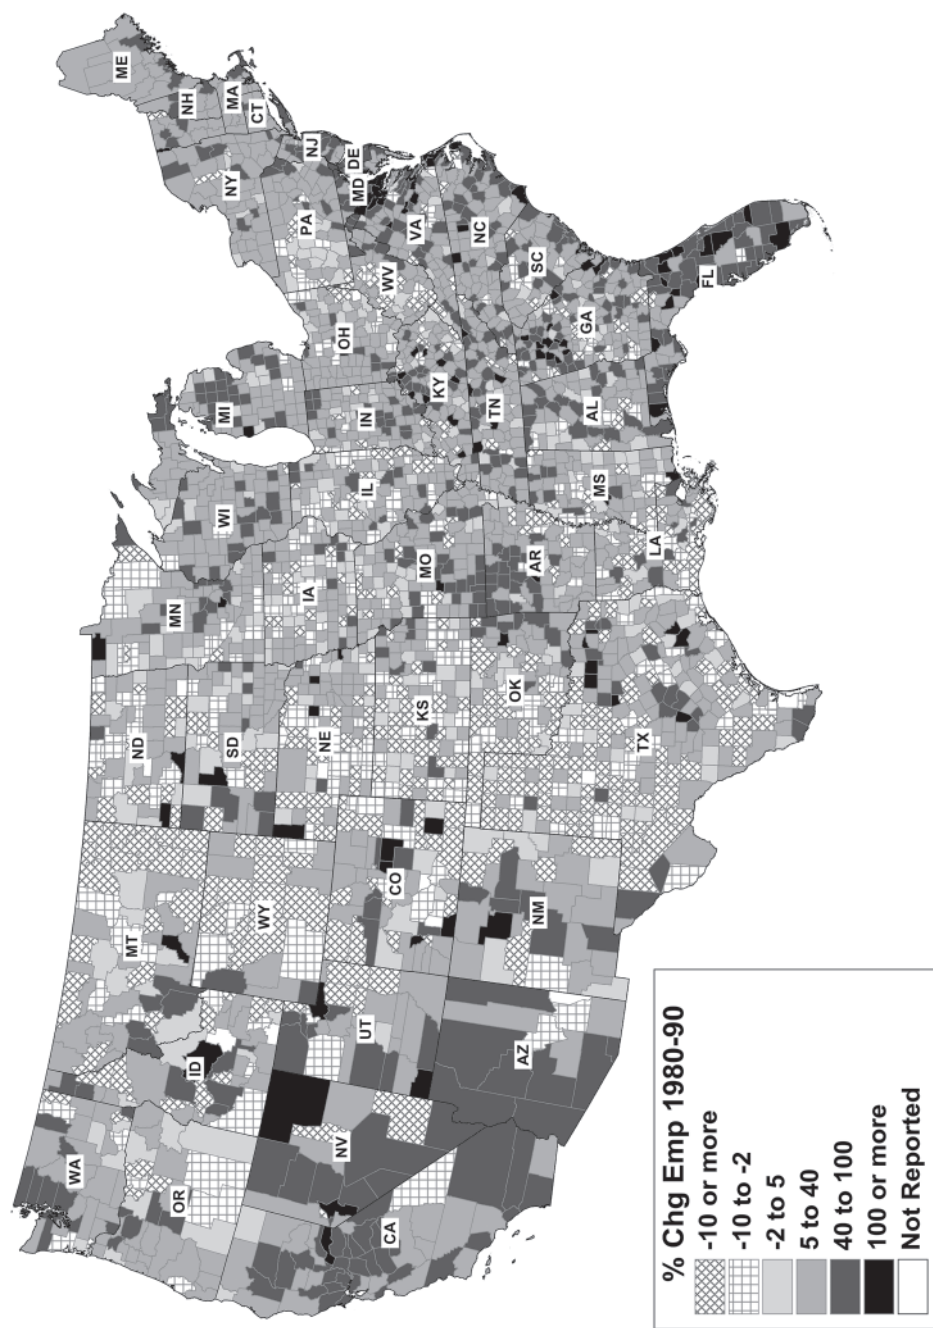 WA
MT
ND
MN
WI
MI
ME
NH
MA
CT
NY
NJ
PA
DE
MD
OR
ID
WY
SD
IA
IL
IN
OH
WV
VA
NV
UT
CO
NE
KS
MO
KY
NC
TN
SC
CA
AZ
NM
OK
AR
MS
AL
GA
TX
LA
FL
% Chg Emp 1980-90
-10 or more
-10 to -2
-2 to 5
5 to 40
40 to 100
100 or more
Not Reported